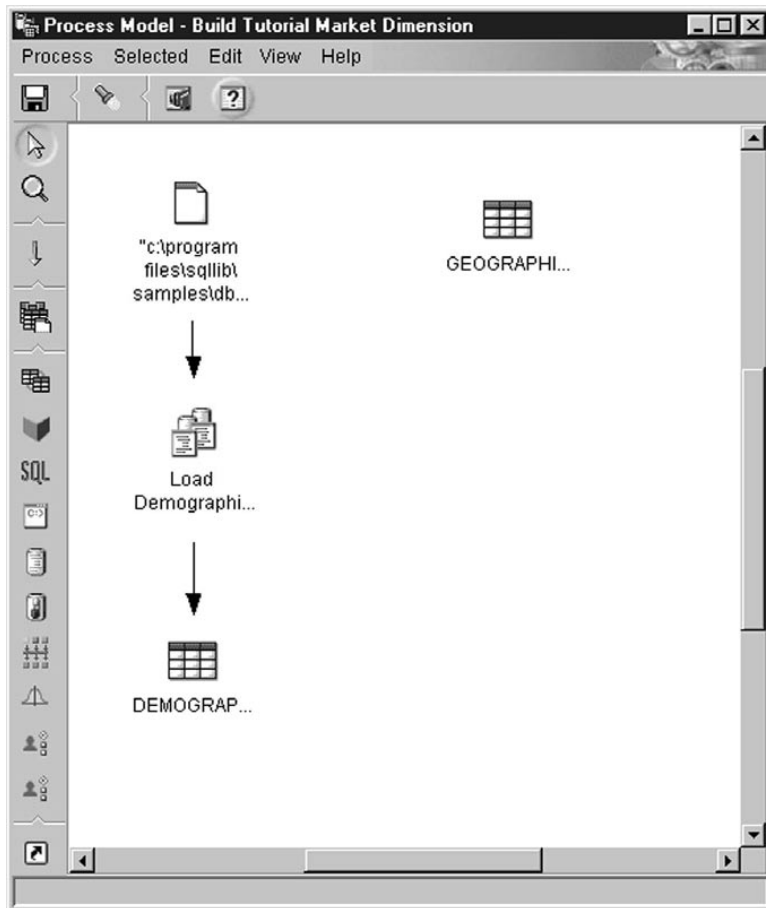 Process Model - Build Tutorial Market Dimension
Process Selected Edit View Help
?
"c:\program
files\sqllib\
samples\db...
GEOGRAPHI...
Load
Demographi...
DEMOGRAP...
SQL